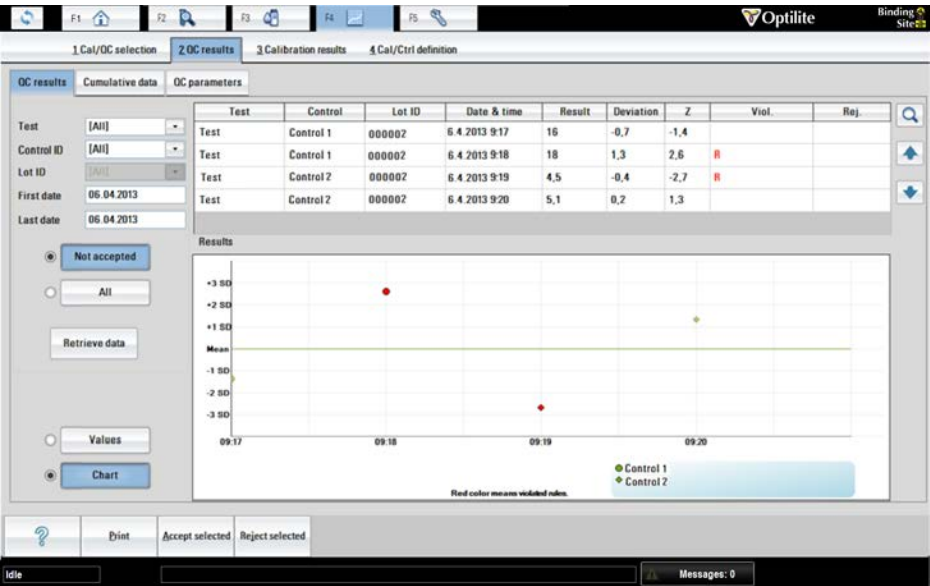 F1 F2 F3 F4 F5 Optilite Binding Site
1 Cal/QC selection 2 QC results 3 Calibration results 4 Cal/Ctrl definition
QC results Cumulative data QC parameters
Test [All]
Control ID [All]
Lot ID [All]
First date 06.04.2013
Last date 06.04.2013
Not accepted
All
Retrieve data
Values
Chart
Test Control Lot ID Date & time Result Deviation Z Viol. Rej.
Test Control 1 000002 6.4.2013 9:17 16 -0,7 -1,4
Test Control 1 000002 6.4.2013 9:18 18 1,3 2,6 R
Test Control 2 000002 6.4.2013 9:19 4,5 -0,4 -2,7 R
Test Control 2 000002 6.4.2013 9:20 5,1 0,2 1,3
Results
+3 SD
+2 SD
+1 SD
Mean
-1 SD
-2 SD
-3 SD
09:17 09:18 09:19 09:20
Control 1
Control 2
Red color means violated rules.
? Print Accept selected Reject selected
Idle Messages: 0